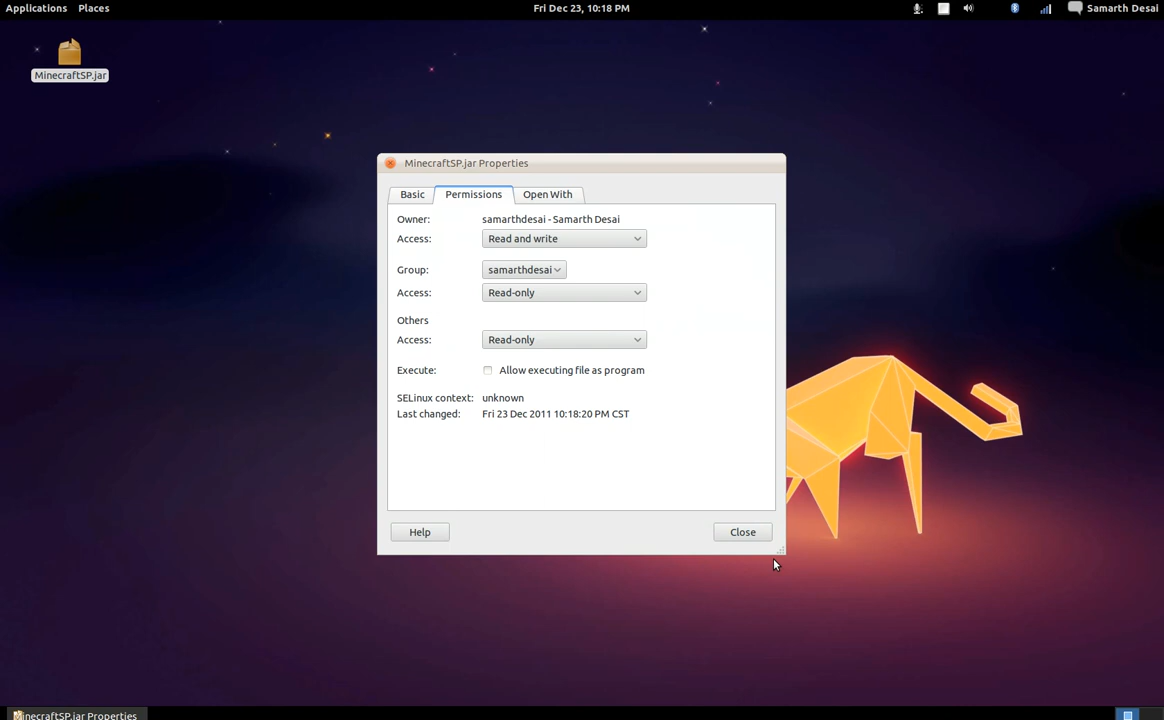 Applications Places Fri Dec 23, 10:18 PM Samarth Desai
MinecraftSP.jar
MinecraftSP.jar Properties
Basic Permissions Open With
Owner: samarthdesai - Samarth Desai
Access: Read and write
Group: samarthdesai
Access: Read-only
Others
Access: Read-only
Execute: Allow executing file as program
SELinux context: unknown
Last changed: Fri 23 Dec 2011 10:18:20 PM CST
Help Close
MinecraftSP.jar Properties